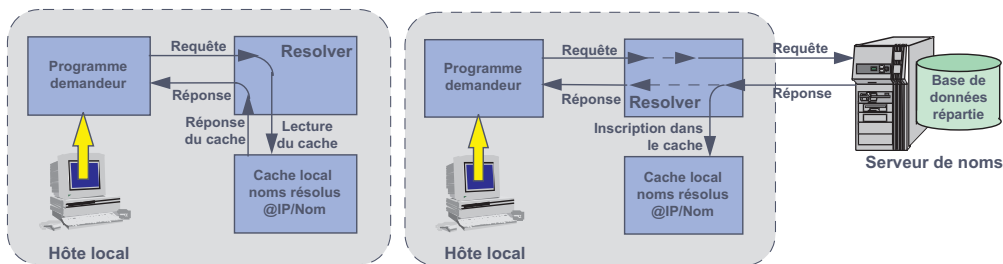 Requête
Resolver
Programme
demandeur
Réponse
Réponse
du cache
Lecture
du cache
Cache local
noms résolus
@IP/Nom
Hôte local
Requête
Requête
Programme
demandeur
Réponse
Resolver
Réponse
Base de
données
répartie
Inscription dans
le cache
Serveur de noms
Cache local
noms résolus
@IP/Nom
Hôte local